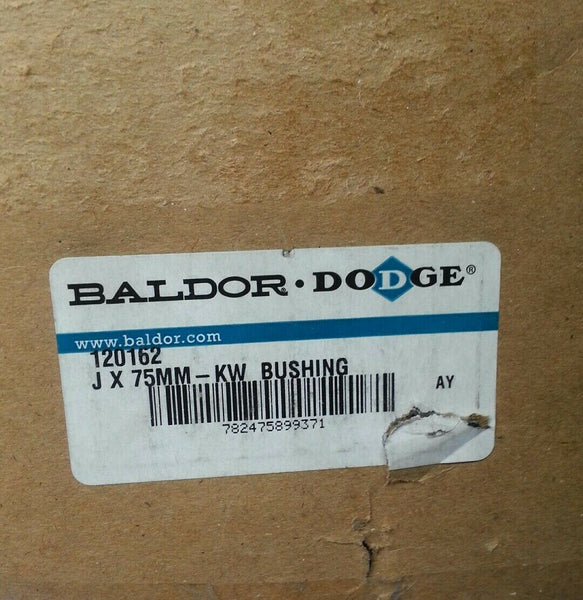 BALDOR · DODGE®
www.baldor.com
120162
J X 75MM-KW BUSHING
AY
782475899371